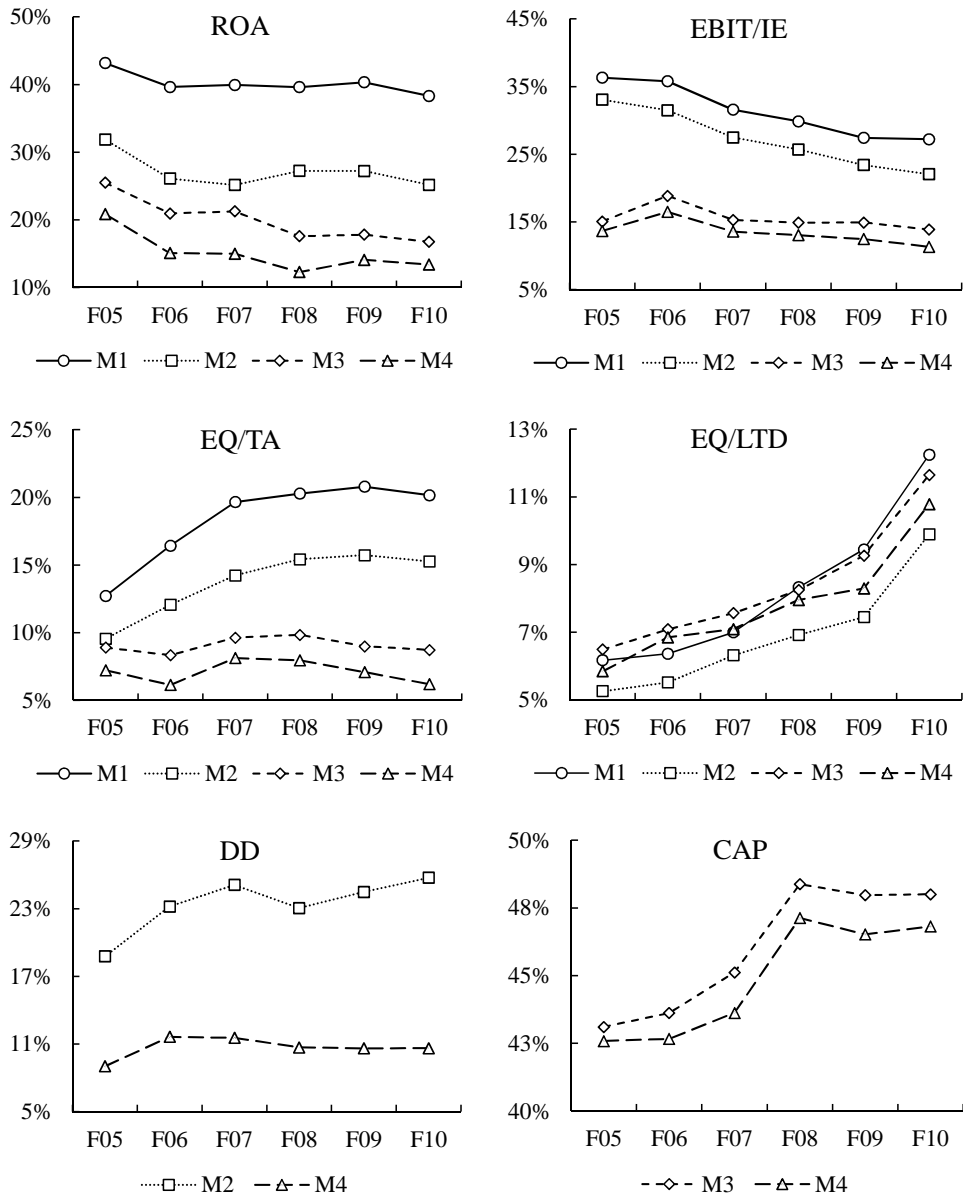 ROA
50%
40%
30%
20%
10%
F05 F06 F07 F08 F09 F10
M1 M2 M3 M4
EBIT/IE
45%
35%
25%
15%
5%
F05 F06 F07 F08 F09 F10
M1 M2 M3 M4
EQ/TA
25%
20%
15%
10%
5%
F05 F06 F07 F08 F09 F10
M1 M2 M3 M4
EQ/LTD
13%
11%
9%
7%
5%
F05 F06 F07 F08 F09 F10
M1 M2 M3 M4
DD
29%
23%
17%
11%
5%
F05 F06 F07 F08 F09 F10
M2 M4
CAP
50%
48%
45%
43%
40%
F05 F06 F07 F08 F09 F10
M3 M4